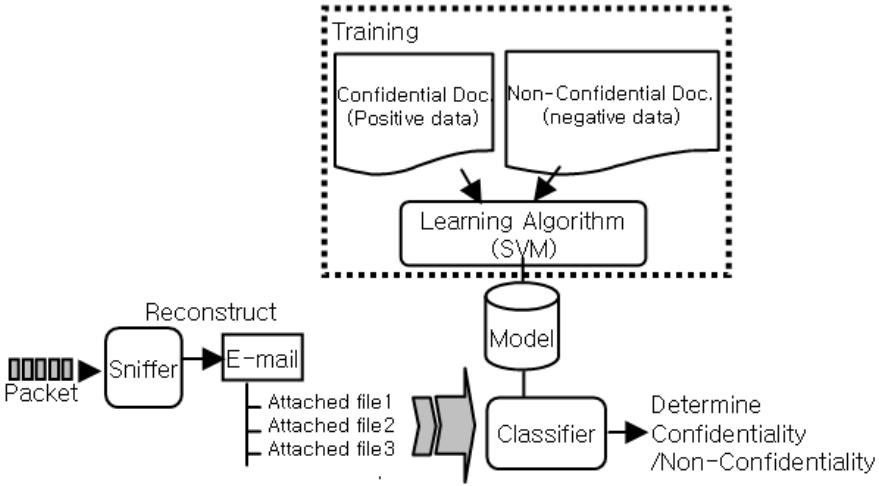 Training
Confidential Doc.
(Positive data)
Non-Confidential Doc.
(negative data)
Learning Algorithm
(SVM)
Model
Reconstruct
Packet
Sniffer
E-mail
Attached file1
Attached file2
Attached file3
Classifier
Determine
Confidentiality
/Non-Confidentiality